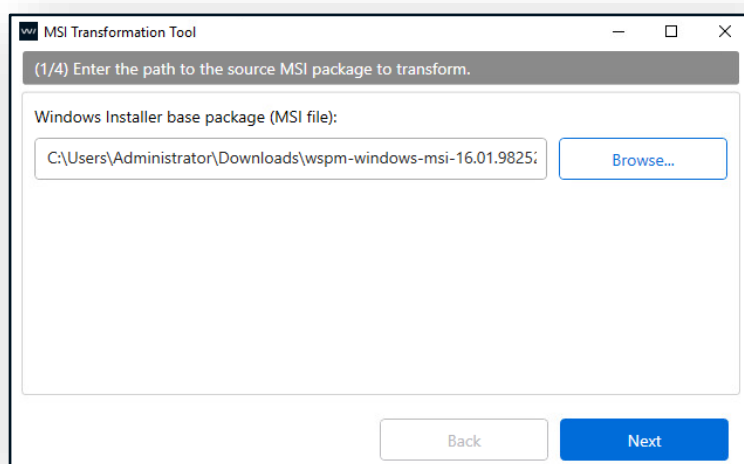 MSI Transformation Tool
(1/4) Enter the path to the source MSI package to transform.
Windows Installer base package (MSI file):
C:\Users\Administrator\Downloads\wspm-windows-msi-16.01.98252
Browse...
Back
Next